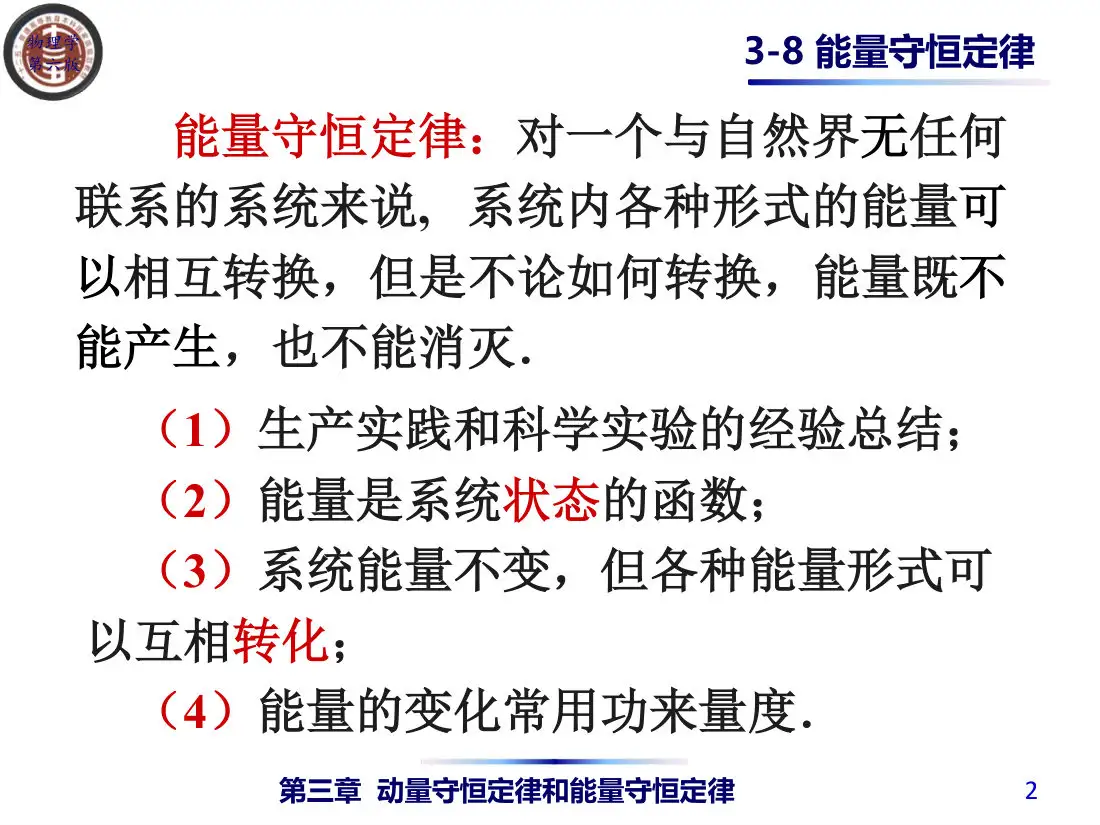 物理学
第六版
3-8 能量守恒定律
能量守恒定律：对一个与自然界无任何
联系的系统来说, 系统内各种形式的能量可
以相互转换，但是不论如何转换，能量既不
能产生，也不能消灭．
（1）生产实践和科学实验的经验总结；
（2）能量是系统状态的函数；
（3）系统能量不变，但各种能量形式可
以互相转化；
（4）能量的变化常用功来量度．
第三章 动量守恒定律和能量守恒定律
2